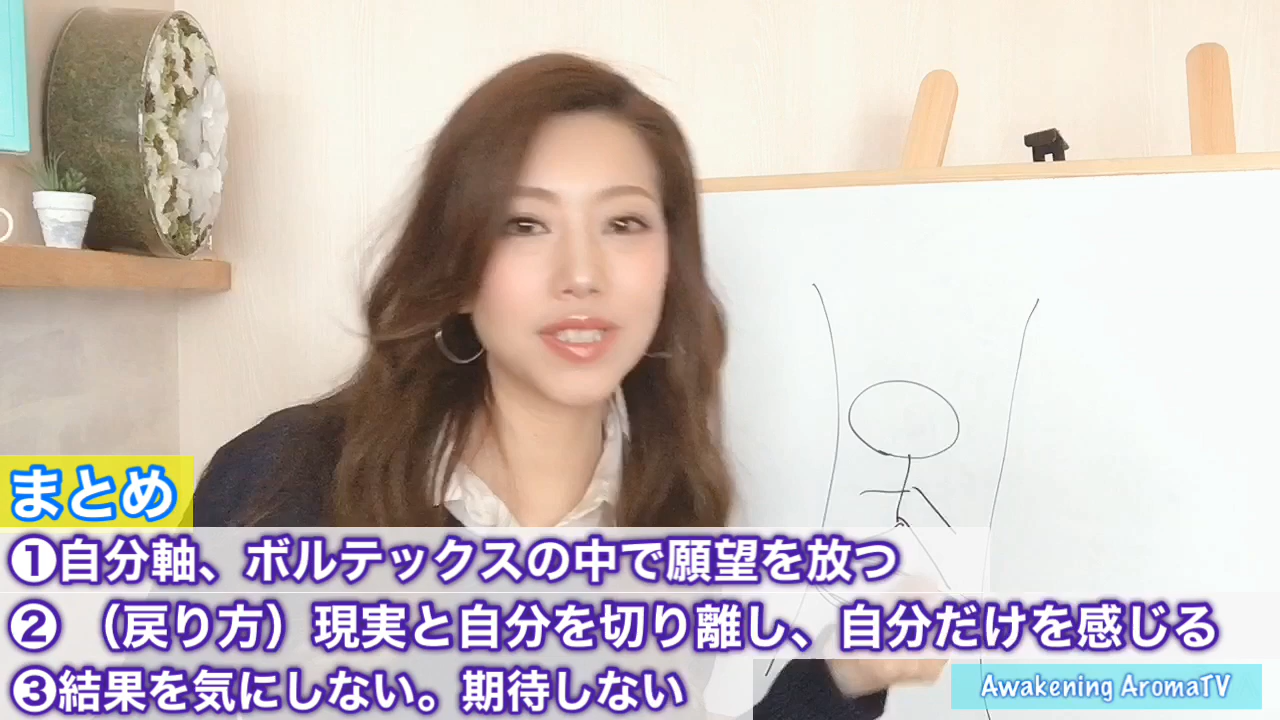 まとめ
❶自分軸、ボルテックスの中で願望を放つ
❷ （戻り方）現実と自分を切り離し、自分だけを感じる
❸結果を気にしない。期待しない
Awakening AromaTV